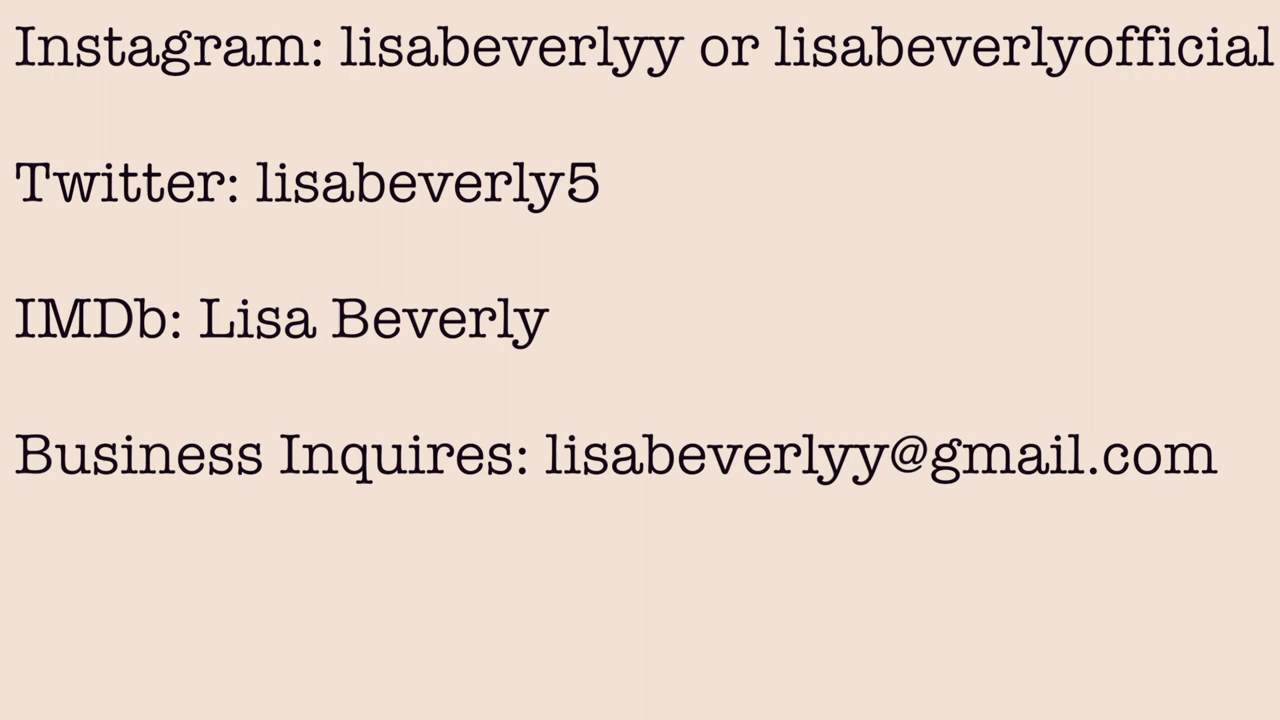 Instagram: lisabeverlyy or lisabeverlyofficial
Twitter: lisabeverly5
IMDb: Lisa Beverly
Business Inquires: lisabeverlyy@gmail.com